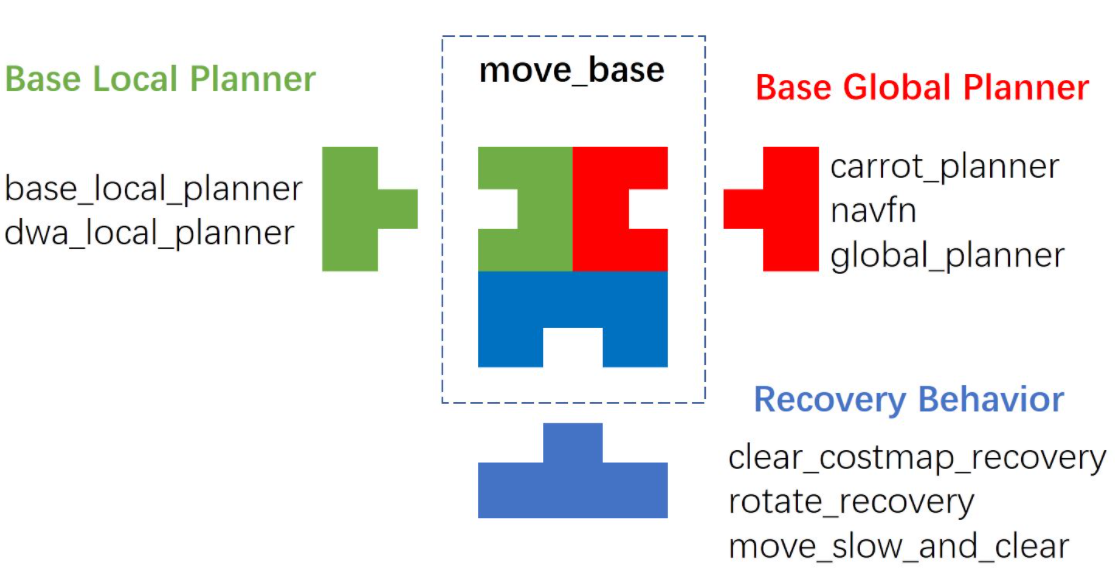 move_base
Base Local Planner
base_local_planner
dwa_local_planner
Base Global Planner
carrot_planner
navfn
global_planner
Recovery Behavior
clear_costmap_recovery
rotate_recovery
move_slow_and_clear